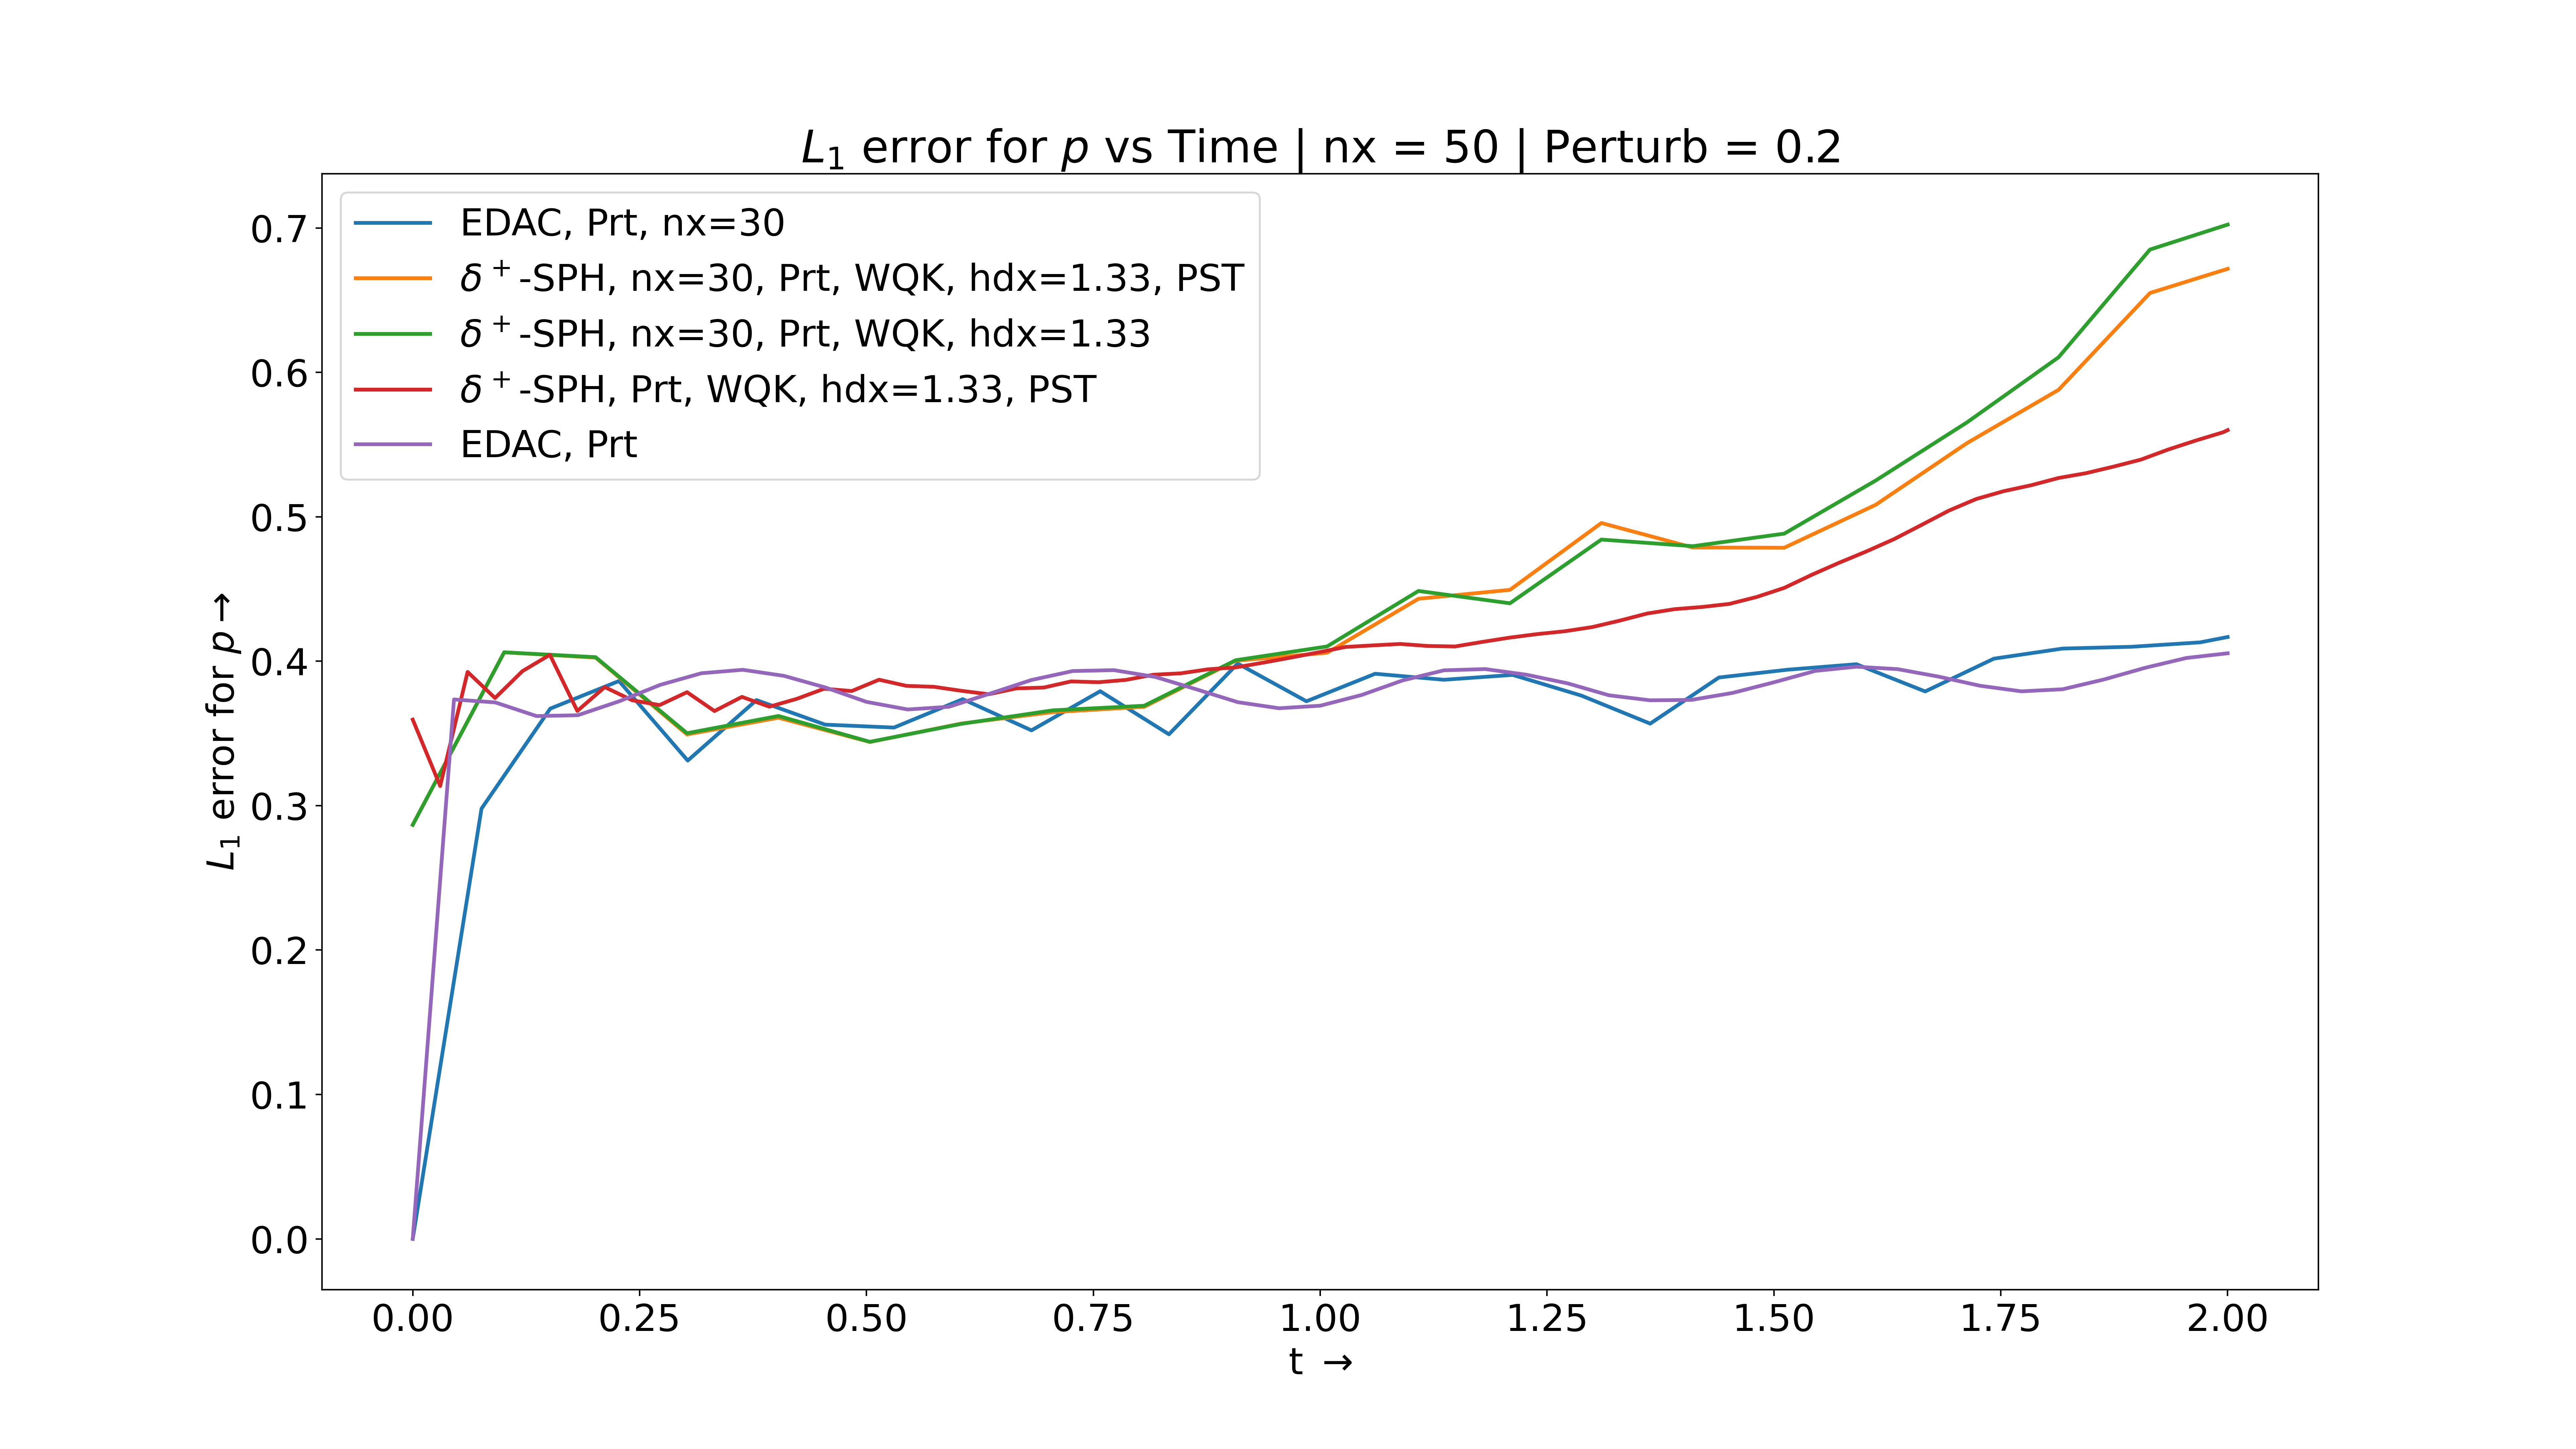 L₁ error for p vs Time | nx = 50 | Perturb = 0.2
EDAC, Prt, nx=30
δ⁺-SPH, nx=30, Prt, WQK, hdx=1.33, PST
δ⁺-SPH, nx=30, Prt, WQK, hdx=1.33
δ⁺-SPH, Prt, WQK, hdx=1.33, PST
EDAC, Prt
L₁ error for p→
0.7
0.6
0.5
0.4
0.3
0.2
0.1
0.0
0.00 0.25 0.50 0.75 1.00 1.25 1.50 1.75 2.00
t →